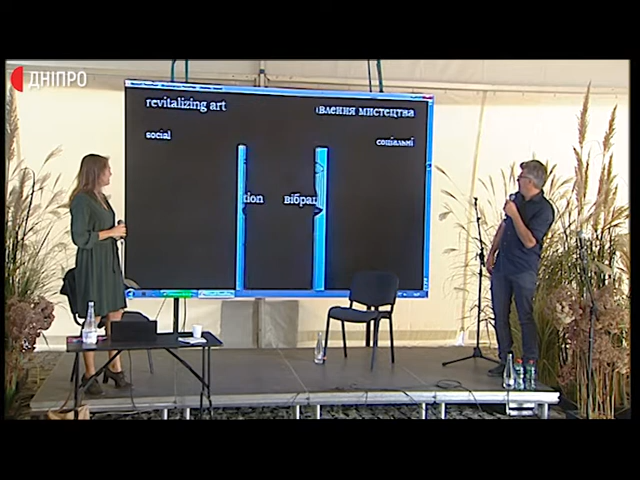 ДНІПРО
revitalizing art
влення мистецтва
social
соціальні
tion
вібрац